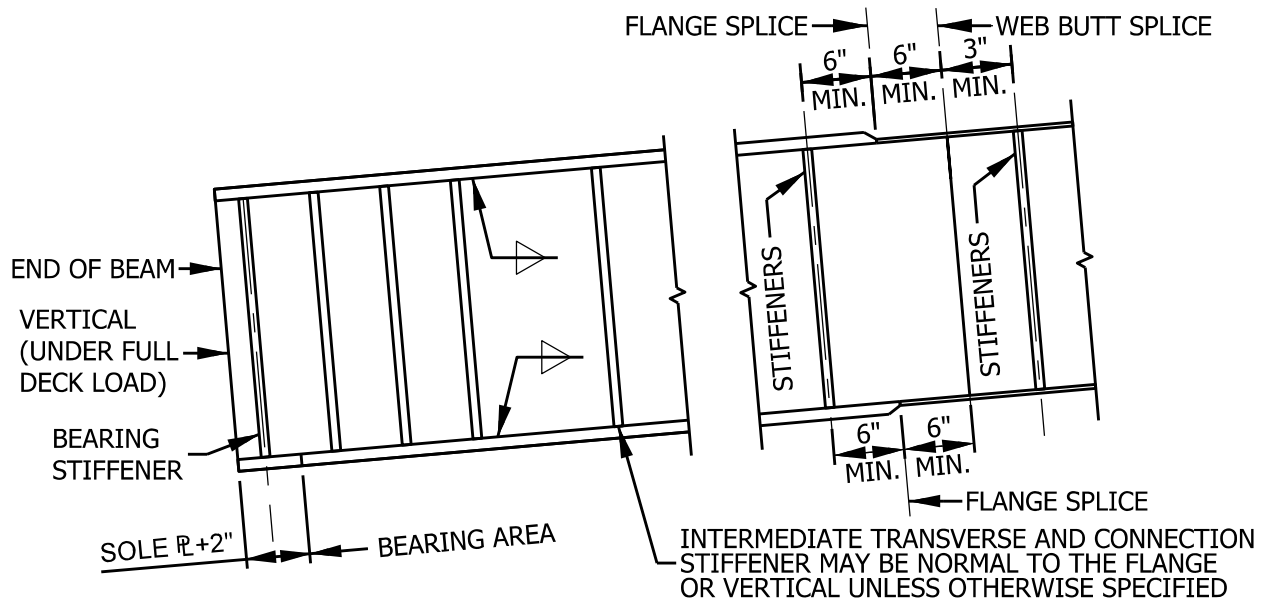 FLANGE SPLICE
WEB BUTT SPLICE
6"
MIN.
6"
MIN.
3"
MIN.
END OF BEAM
VERTICAL
(UNDER FULL
DECK LOAD)
BEARING
STIFFENER
STIFFENERS
STIFFENERS
6"
MIN.
6"
MIN.
FLANGE SPLICE
SOLE ℄+2"
BEARING AREA
INTERMEDIATE TRANSVERSE AND CONNECTION
STIFFENER MAY BE NORMAL TO THE FLANGE
OR VERTICAL UNLESS OTHERWISE SPECIFIED